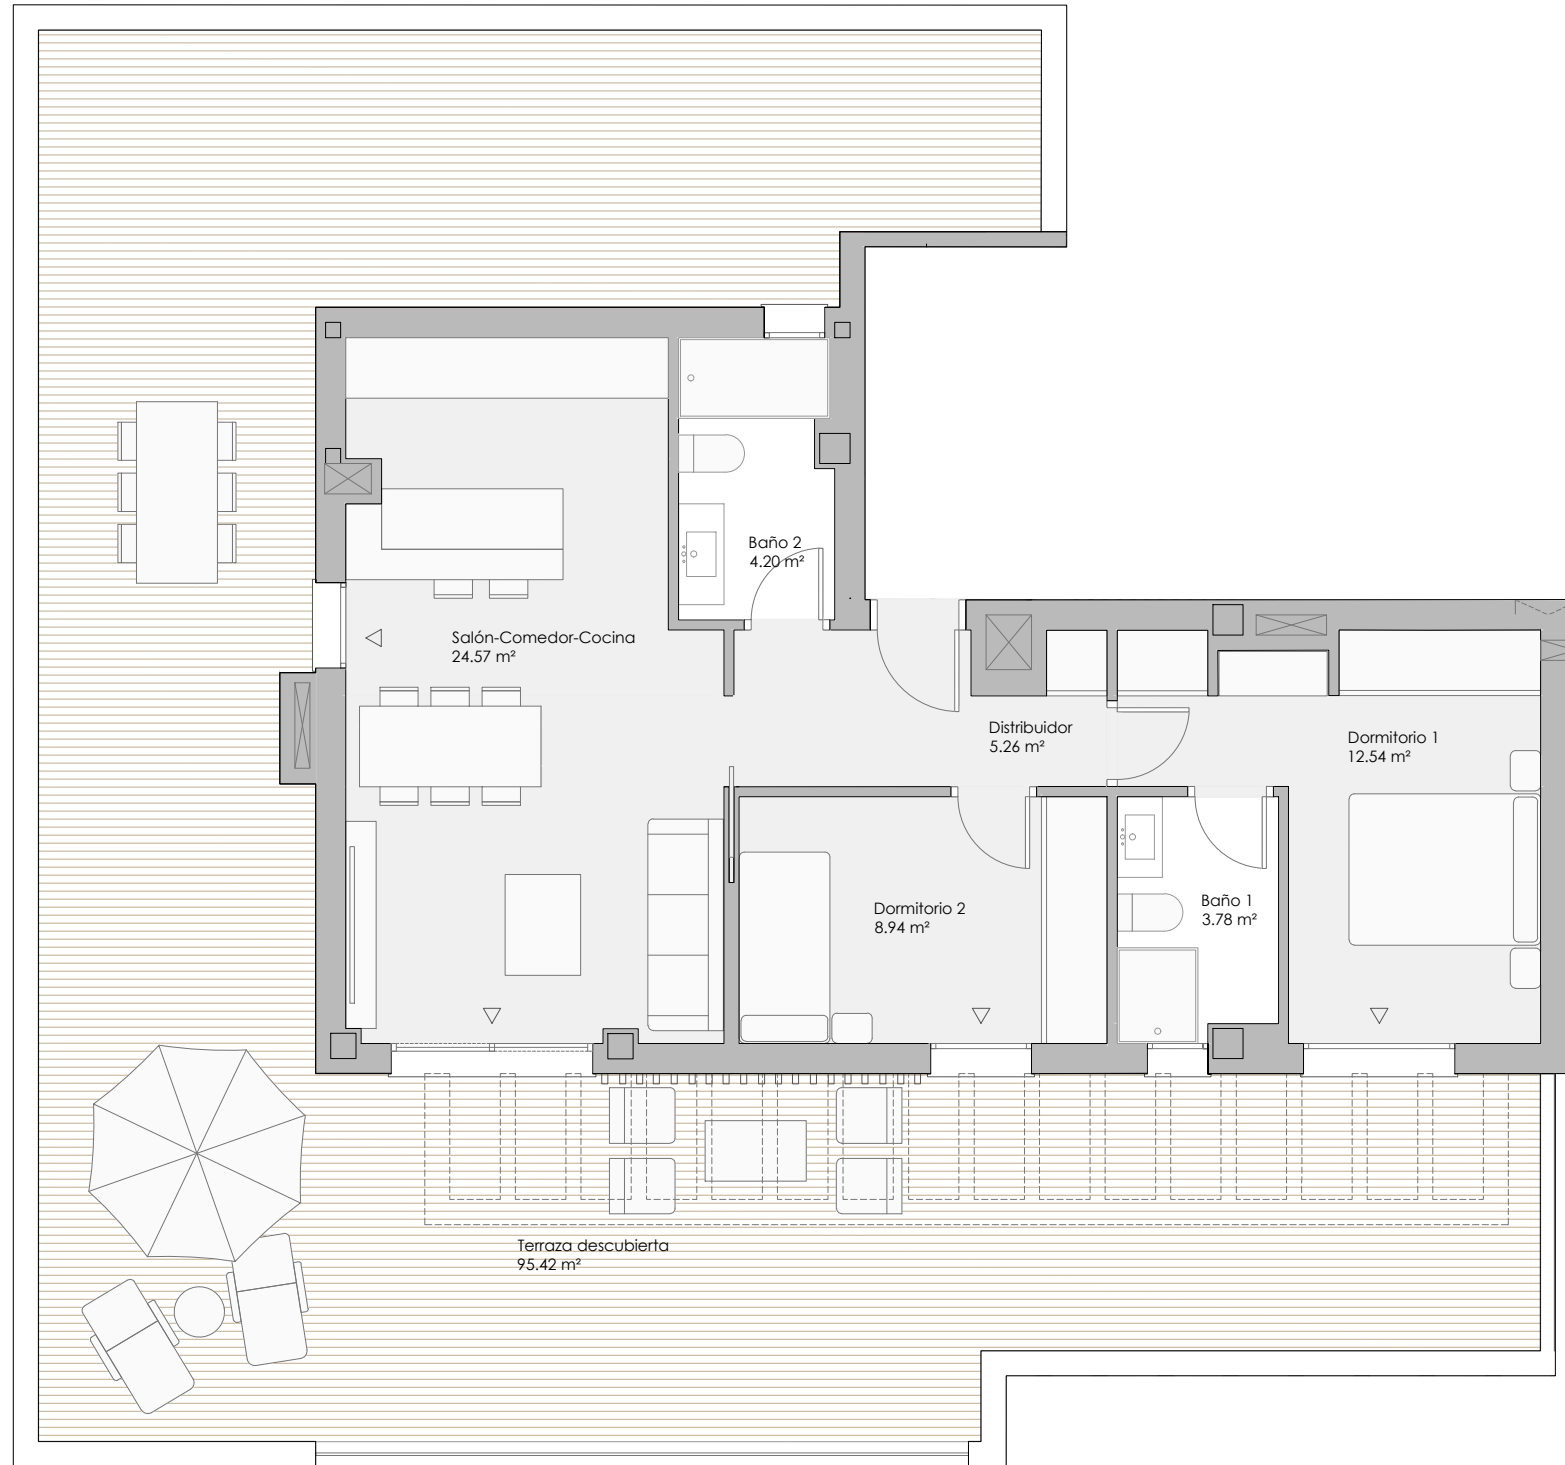 Baño 2
4.20 m²
Salón-Comedor-Cocina
24.57 m²
Distribuidor
5.26 m²
Dormitorio 1
12.54 m²
Dormitorio 2
8.94 m²
Baño 1
3.78 m²
Terraza descubierta
95.42 m²